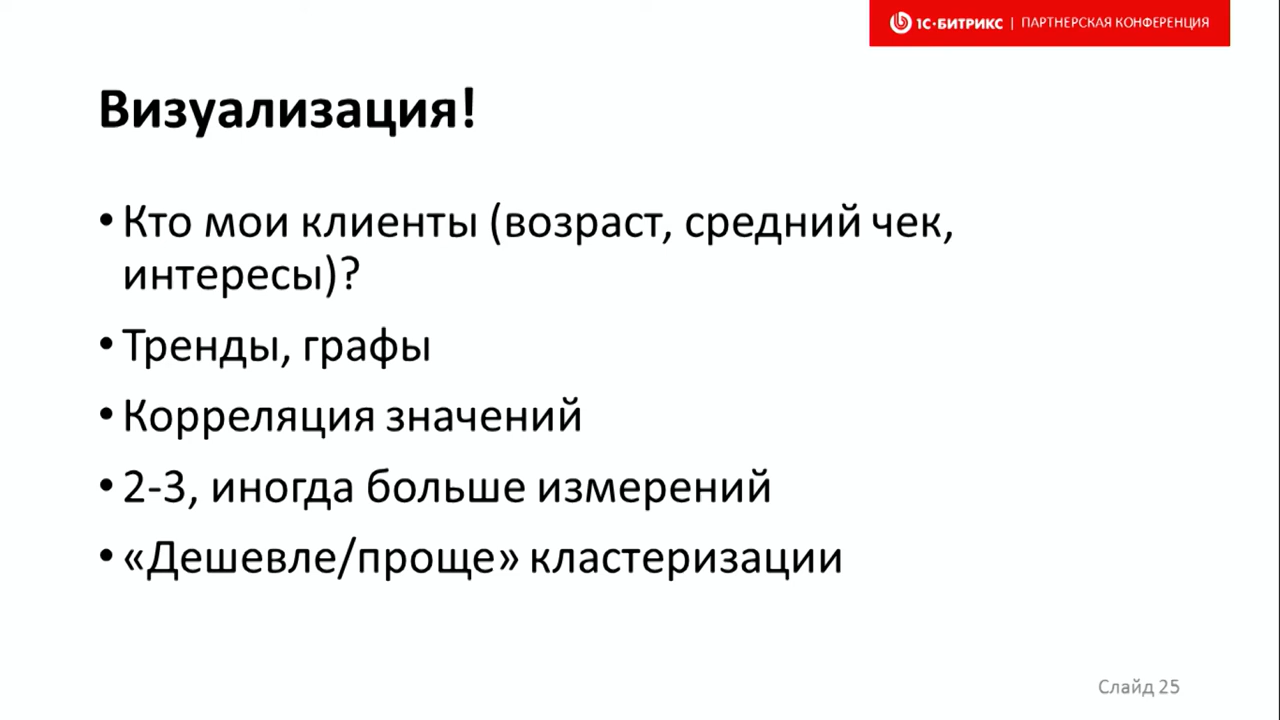 1С·БИТРИКС | ПАРТНЕРСКАЯ КОНФЕРЕНЦИЯ
Визуализация!
• Кто мои клиенты (возраст, средний чек,
интересы)?
• Тренды, графы
• Корреляция значений
• 2-3, иногда больше измерений
• «Дешевле/проще» кластеризации
Слайд 25